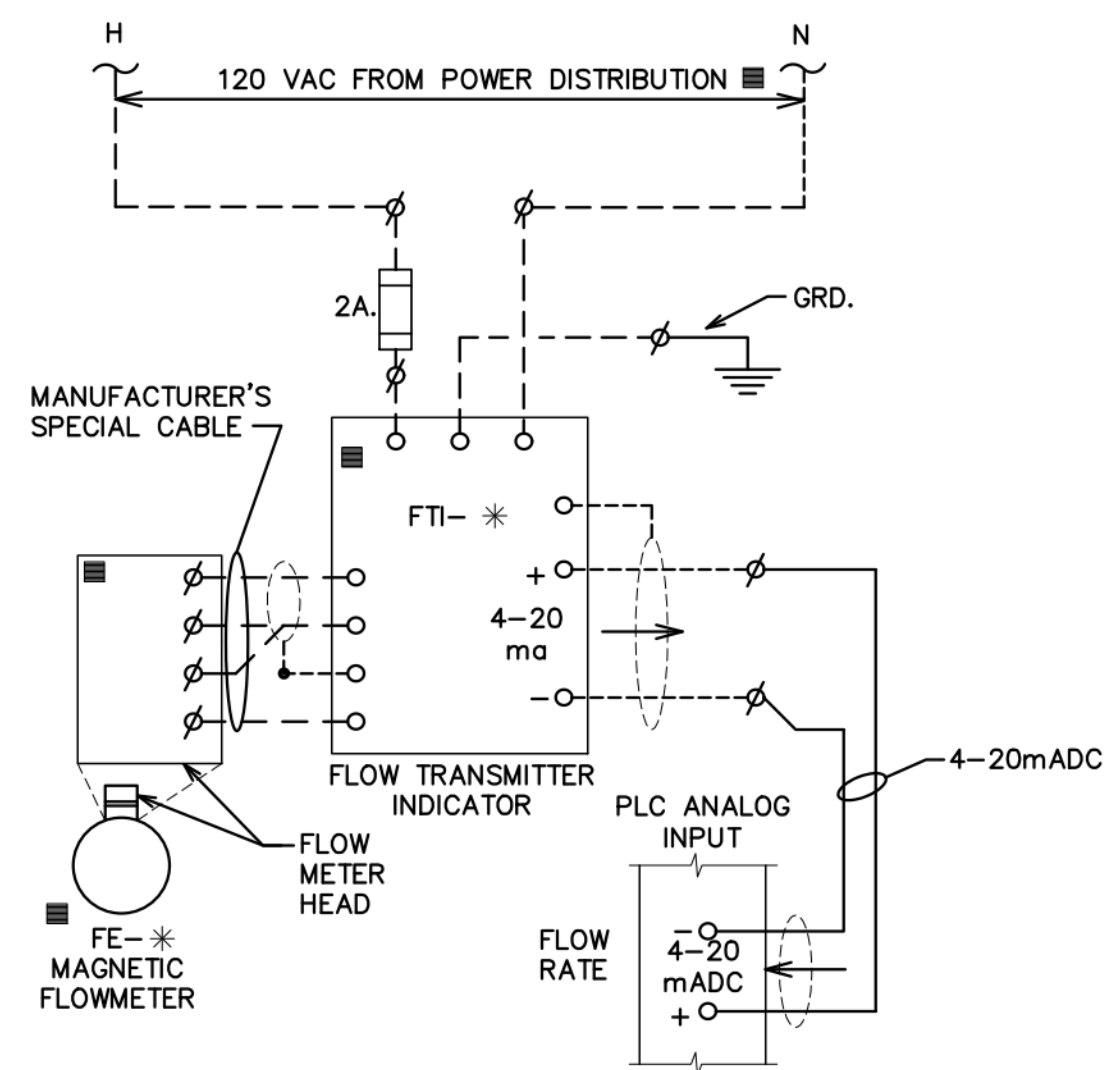 H
N
120 VAC FROM POWER DISTRIBUTION
2A.
GRD.
MANUFACTURER'S
SPECIAL CABLE
FTI- ✳
+
4-20
ma
-
FLOW TRANSMITTER
INDICATOR
4-20mADC
PLC ANALOG
INPUT
FLOW
METER
HEAD
FE-✳
MAGNETIC
FLOWMETER
FLOW
RATE
-
4-20
mADC
+